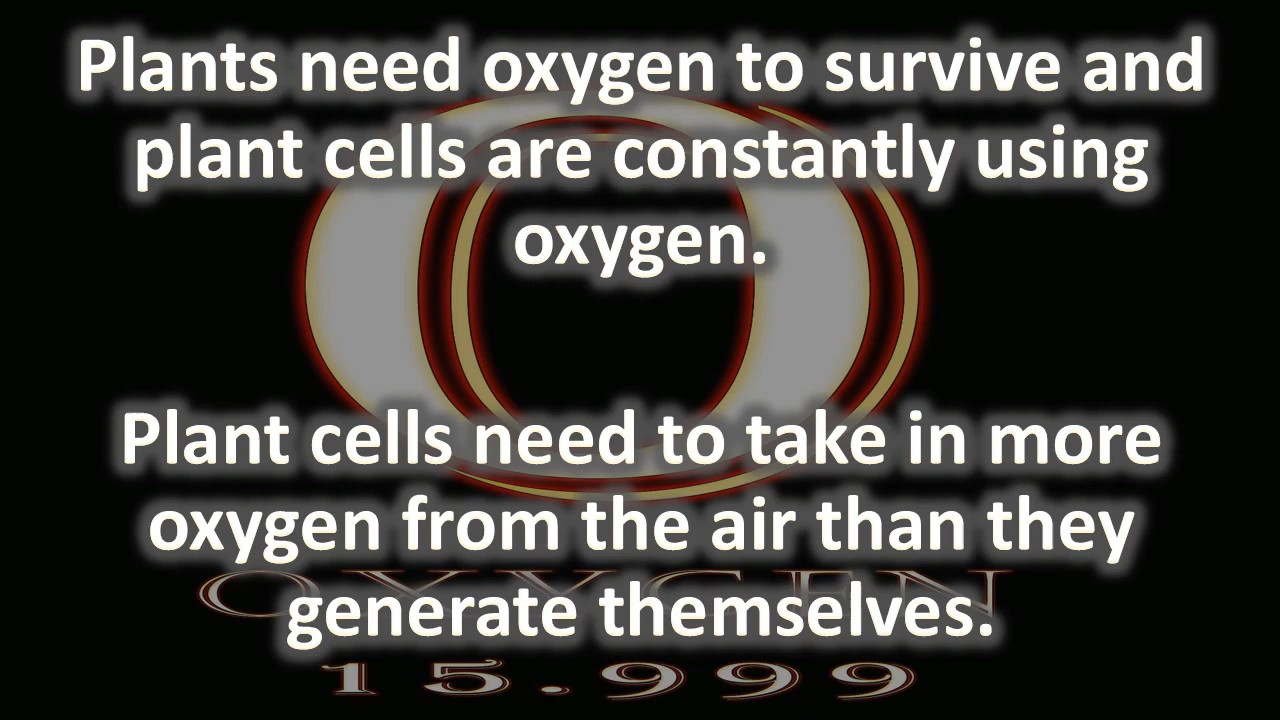 Plants need oxygen to survive and
plant cells are constantly using
oxygen.
Plant cells need to take in more
oxygen from the air than they
generate themselves.
O
OXYGEN
15.999